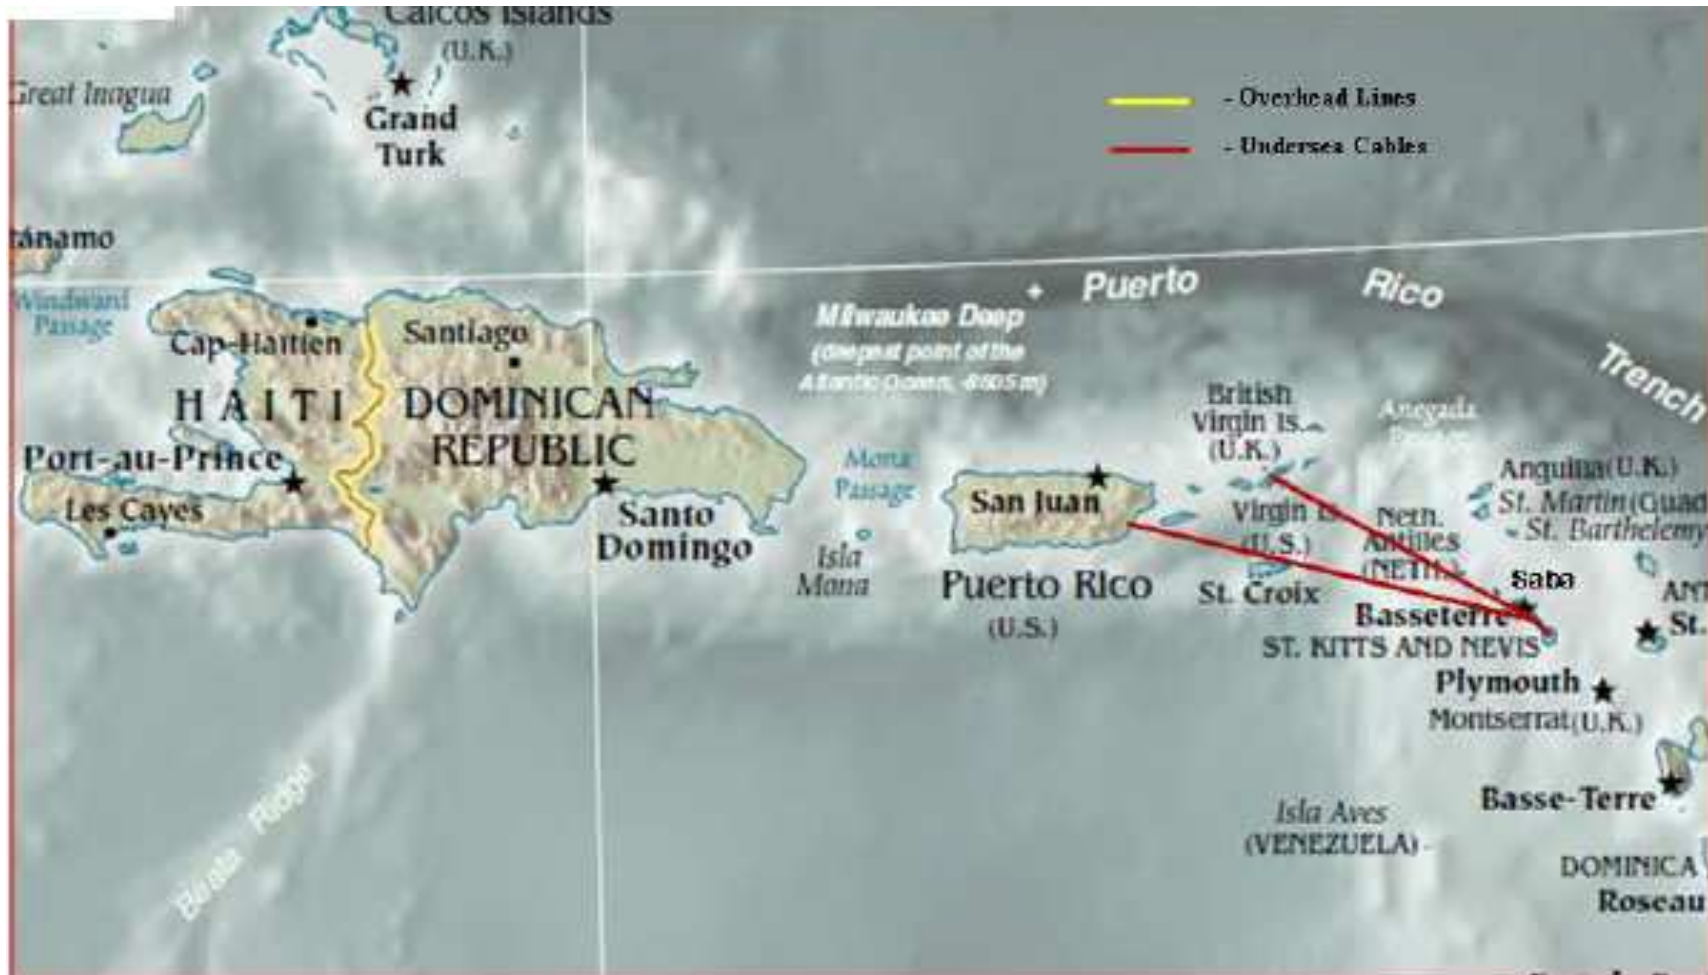 Caicos Islands
(U.K.)
Great Inagua
Grand
Turk
- Overhead Lines
- Undersea Cables
ánamo
Windward
Passage
Puerto
Rico
Trench
Milwaukee Deep
(deepest point of the
Atlantic Ocean, -8605 m)
Cap-Haïtien
Santiago
HAITI
DOMINICAN
REPUBLIC
Port-au-Prince
Les Cayes
Santo
Domingo
Mona
Passage
Isla
Mona
San Juan
Puerto Rico
(U.S.)
British
Virgin Is.
(U.K.)
Virgin Is.
(U.S.)
St. Croix
Anegada
Neth.
Antilles
(NETH.)
Anguilla (U.K.)
St. Martin (Guad
St. Barthelemy
Saba
Basseterre
ST. KITTS AND NEVIS
ANT
St.
Plymouth
Montserrat (U.K.)
Basse-Terre
Isla Aves
(VENEZUELA)
DOMINICA
Roseau
Beata Ridge